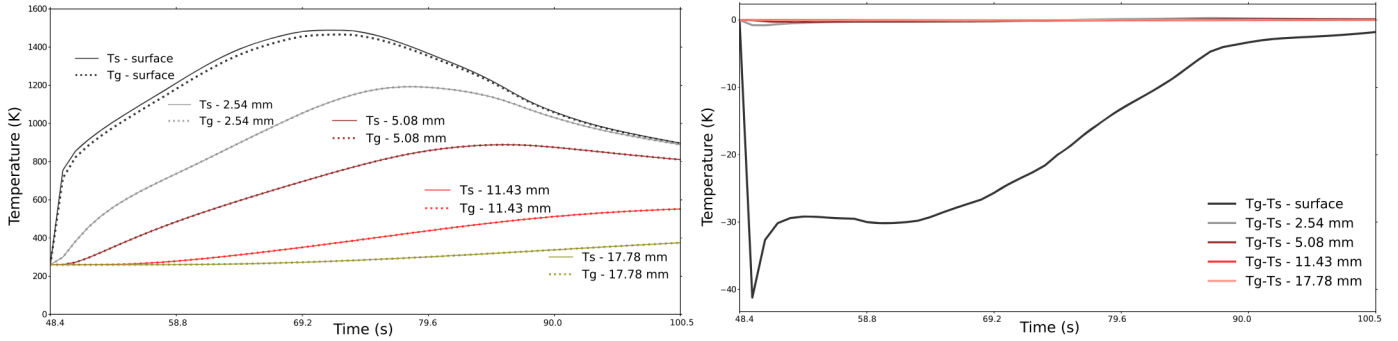 1600
1400
1200
1000
800
600
400
200
0
Temperature (K)
Ts - surface
Tg - surface
Ts - 2.54 mm
Tg - 2.54 mm
Ts - 5.08 mm
Tg - 5.08 mm
Ts - 11.43 mm
Tg - 11.43 mm
Ts - 17.78 mm
Tg - 17.78 mm
48.4 58.8 69.2 79.6 90.0 100.5
Time (s)
0
−10
−20
−30
−40
Temperature (K)
Tg-Ts - surface
Tg-Ts - 2.54 mm
Tg-Ts - 5.08 mm
Tg-Ts - 11.43 mm
Tg-Ts - 17.78 mm
48.4 58.8 69.2 79.6 90.0 100.5
Time (s)